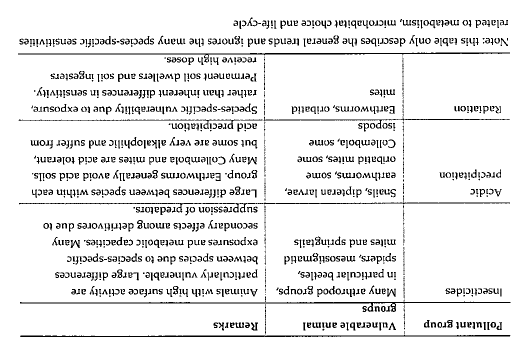 Pollutant group Vulnerable animal groups Remarks
Insecticides Many arthropod groups, Animals with high surface activity are
in particular beetles, particularly vulnerable. Large differences
spiders, mesostigmatid between species due to species-specific
mites and springtails exposures and metabolic capacities. Many
secondary effects among detritivores due to
suppression of predators.
Acidic Snails, dipteran larvae, Large differences between species within each
precipitation earthworms, some group. Earthworms generally avoid acid soils.
oribatid mites, some Many Collembola and mites are acid tolerant,
Collembola, some but some are very alkalophilic and suffer from
isopods acid precipitation.
Radiation Earthworms, oribatid Species-specific vulnerability due to exposure,
mites rather than inherent differences in sensitivity.
Permanent soil dwellers and soil ingesters
receive high doses.
Note: this table only describes the general trends and ignores the many species-specific sensitivities
related to metabolism, microhabitat choice and life-cycle